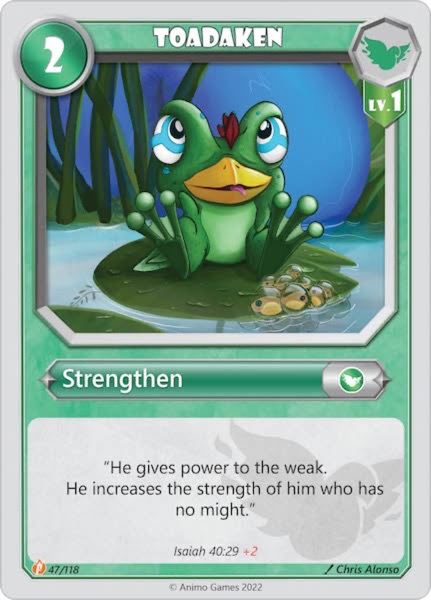 2
TOADAKEN
LV.1
Strengthen
"He gives power to the weak.
He increases the strength of him who has
no might."
Isaiah 40:29 +2
47/118
Chris Alonso
© Animo Games 2022